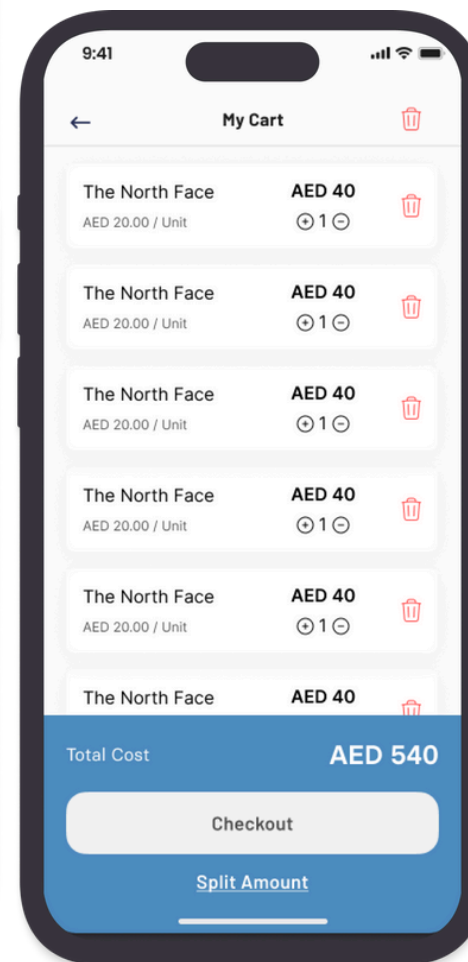 9:41
My Cart
The North Face AED 40
AED 20.00 / Unit 1
The North Face AED 40
AED 20.00 / Unit 1
The North Face AED 40
AED 20.00 / Unit 1
The North Face AED 40
AED 20.00 / Unit 1
The North Face AED 40
AED 20.00 / Unit 1
The North Face AED 40
Total Cost AED 540
Checkout
Split Amount